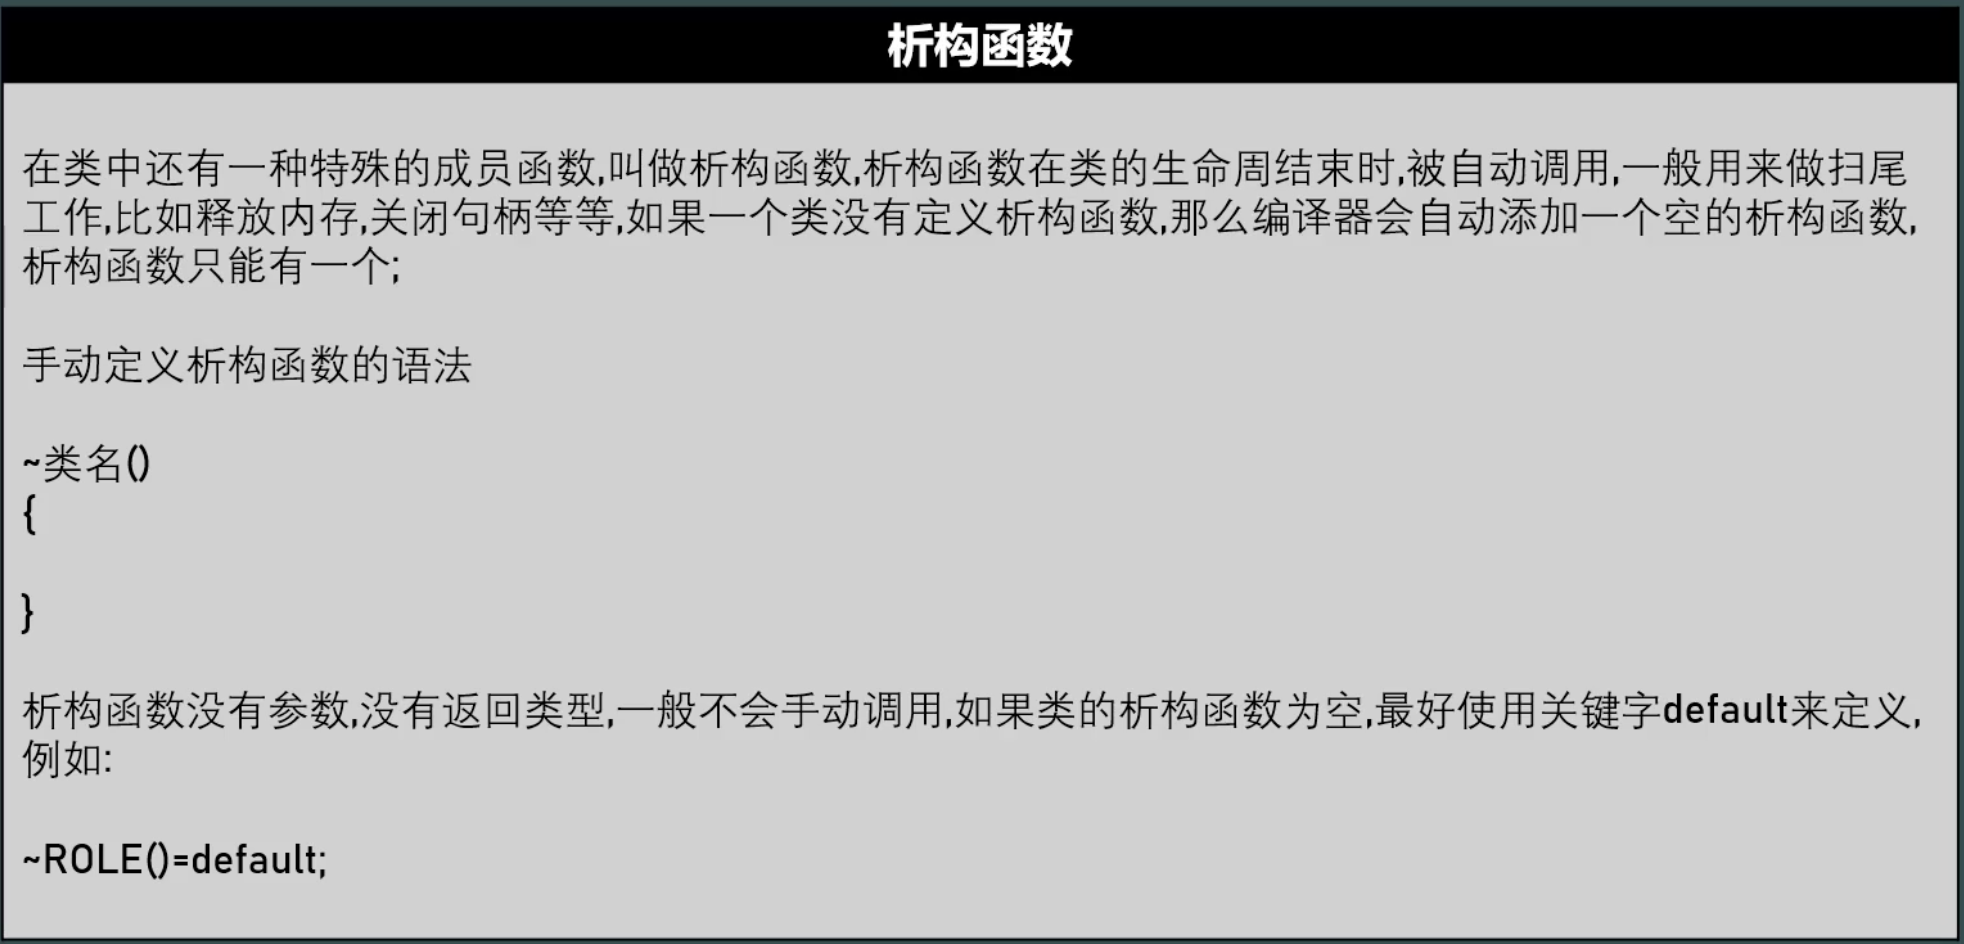 析构函数
在类中还有一种特殊的成员函数,叫做析构函数,析构函数在类的生命周结束时,被自动调用,一般用来做扫尾
工作,比如释放内存,关闭句柄等等,如果一个类没有定义析构函数,那么编译器会自动添加一个空的析构函数,
析构函数只能有一个;
手动定义析构函数的语法
~类名()
{
}
析构函数没有参数,没有返回类型,一般不会手动调用,如果类的析构函数为空,最好使用关键字default来定义,
例如:
~ROLE()=default;